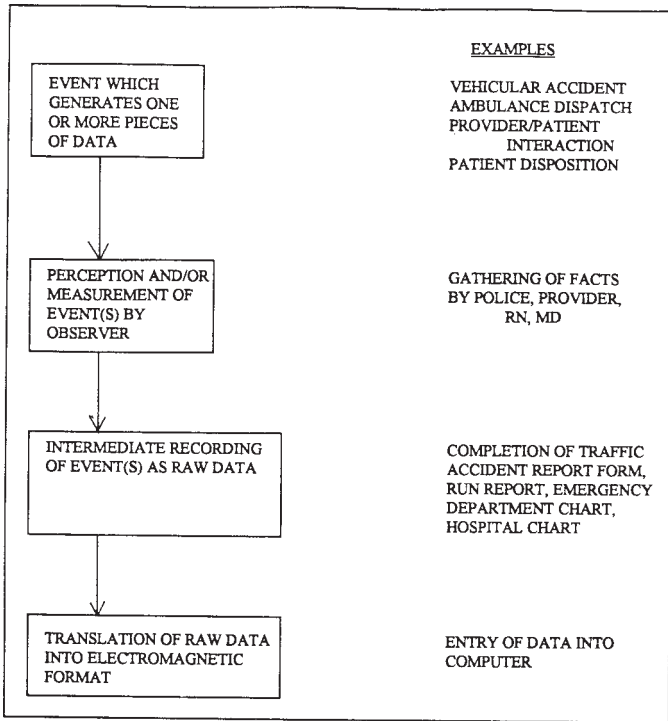 EXAMPLES
EVENT WHICH
GENERATES ONE
OR MORE PIECES
OF DATA
VEHICULAR ACCIDENT
AMBULANCE DISPATCH
PROVIDER/PATIENT
INTERACTION
PATIENT DISPOSITION
PERCEPTION AND/OR
MEASUREMENT OF
EVENT(S) BY
OBSERVER
GATHERING OF FACTS
BY POLICE, PROVIDER,
RN, MD
INTERMEDIATE RECORDING
OF EVENT(S) AS RAW DATA
COMPLETION OF TRAFFIC
ACCIDENT REPORT FORM,
RUN REPORT, EMERGENCY
DEPARTMENT CHART,
HOSPITAL CHART
TRANSLATION OF RAW DATA
INTO ELECTROMAGNETIC
FORMAT
ENTRY OF DATA INTO
COMPUTER